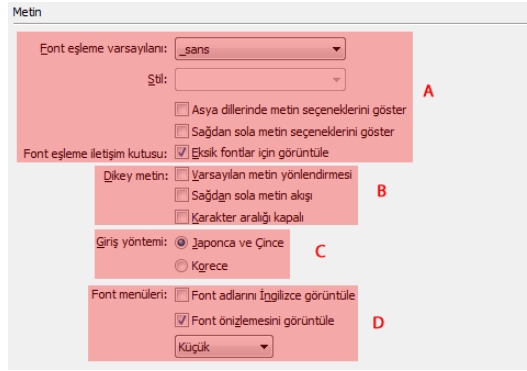 Metin
Font eşleme varsayılanı: _sans
Stil:
A
Asya dillerinde metin seçeneklerini göster
Sağdan sola metin seçeneklerini göster
Font eşleme iletişim kutusu: Eksik fontlar için görüntüle
Dikey metin: Varsayılan metin yönlendirmesi
Sağdan sola metin akışı
B
Karakter aralığı kapalı
Giriş yöntemi: Japonca ve Çince
C
Korece
Font menüleri: Font adlarını İngilizce görüntüle
Font önizlemesini görüntüle
D
Küçük